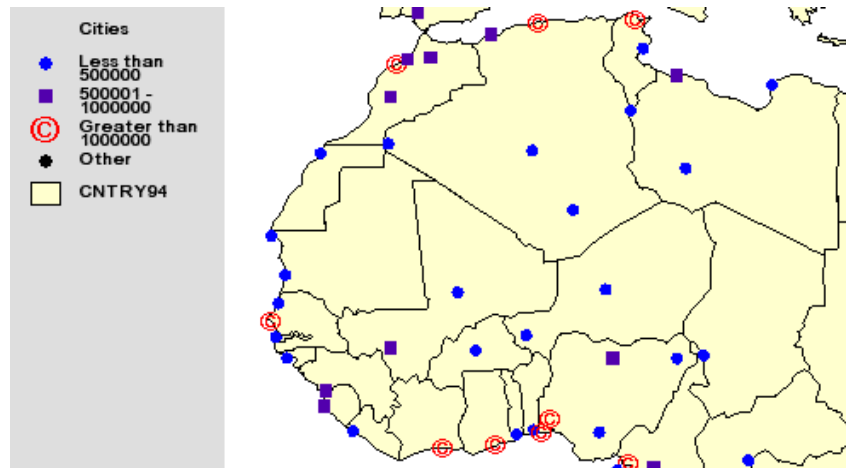 Cities
Less than
500000
500001 -
1000000
Greater than
1000000
Other
CNTRY94